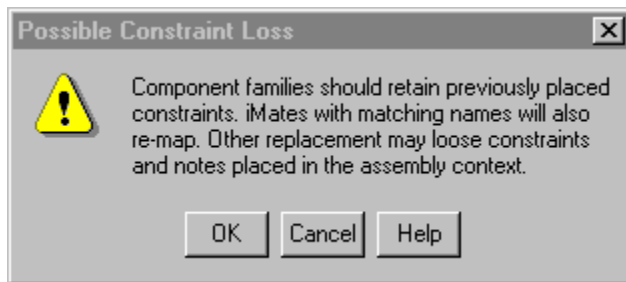 Possible Constraint Loss
Component families should retain previously placed
constraints. iMates with matching names will also
re-map. Other replacement may loose constraints
and notes placed in the assembly context.
OK Cancel Help